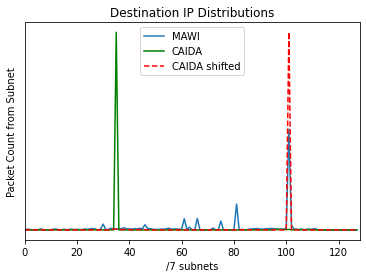 Destination IP Distributions
MAWI
CAIDA
CAIDA shifted
Packet Count from Subnet
0 20 40 60 80 100 120
/7 subnets